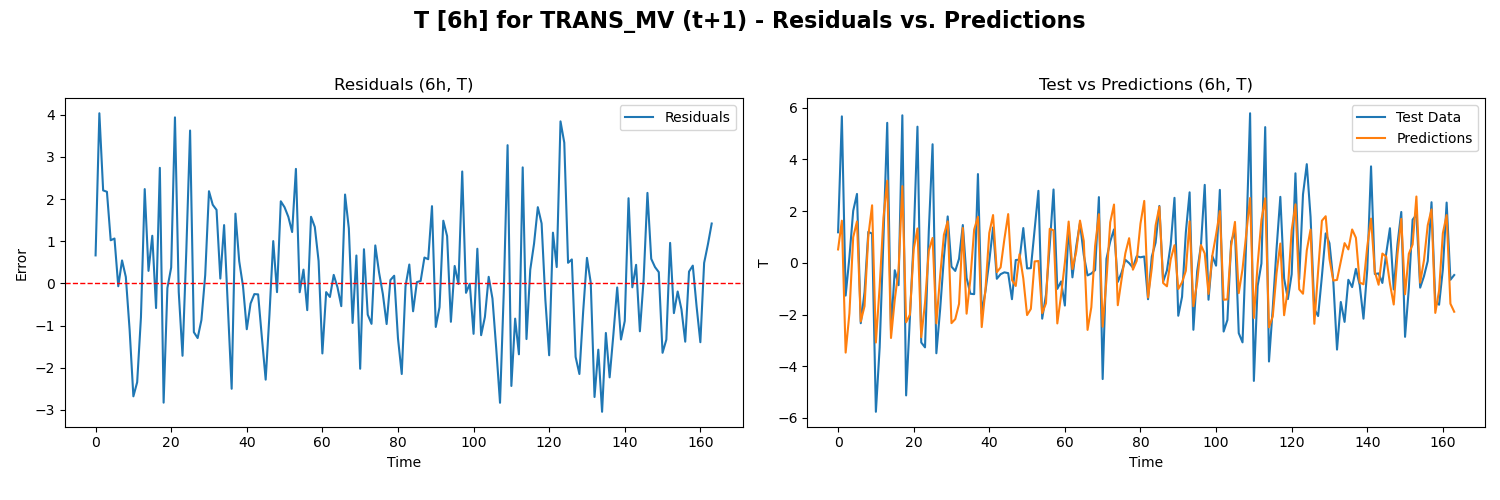 T [6h] for TRANS_MV (t+1) - Residuals vs. Predictions
Residuals (6h, T)
Residuals
Error
4
3
2
1
0
−1
−2
−3
0 20 40 60 80 100 120 140 160
Time
Test vs Predictions (6h, T)
Test Data
Predictions
T
6
4
2
0
−2
−4
−6
0 20 40 60 80 100 120 140 160
Time